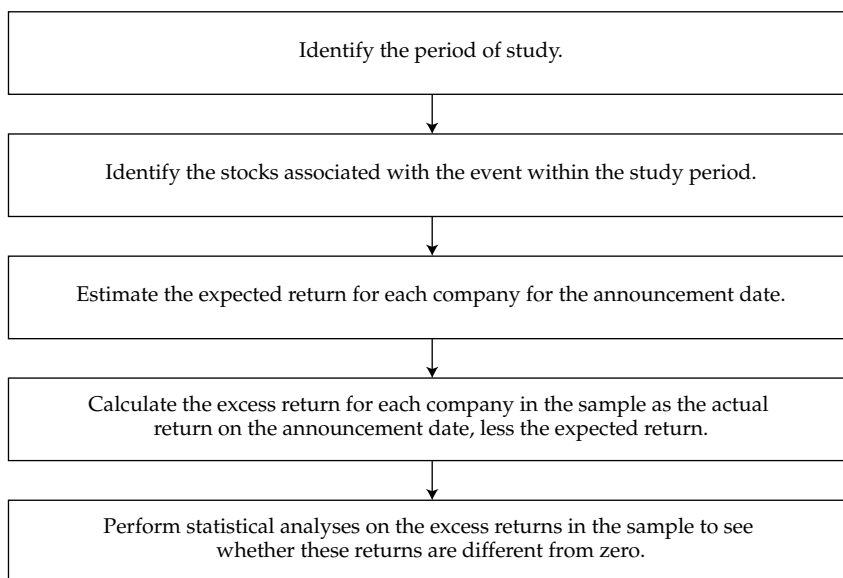 Identify the period of study.
Identify the stocks associated with the event within the study period.
Estimate the expected return for each company for the announcement date.
Calculate the excess return for each company in the sample as the actual
return on the announcement date, less the expected return.
Perform statistical analyses on the excess returns in the sample to see
whether these returns are different from zero.